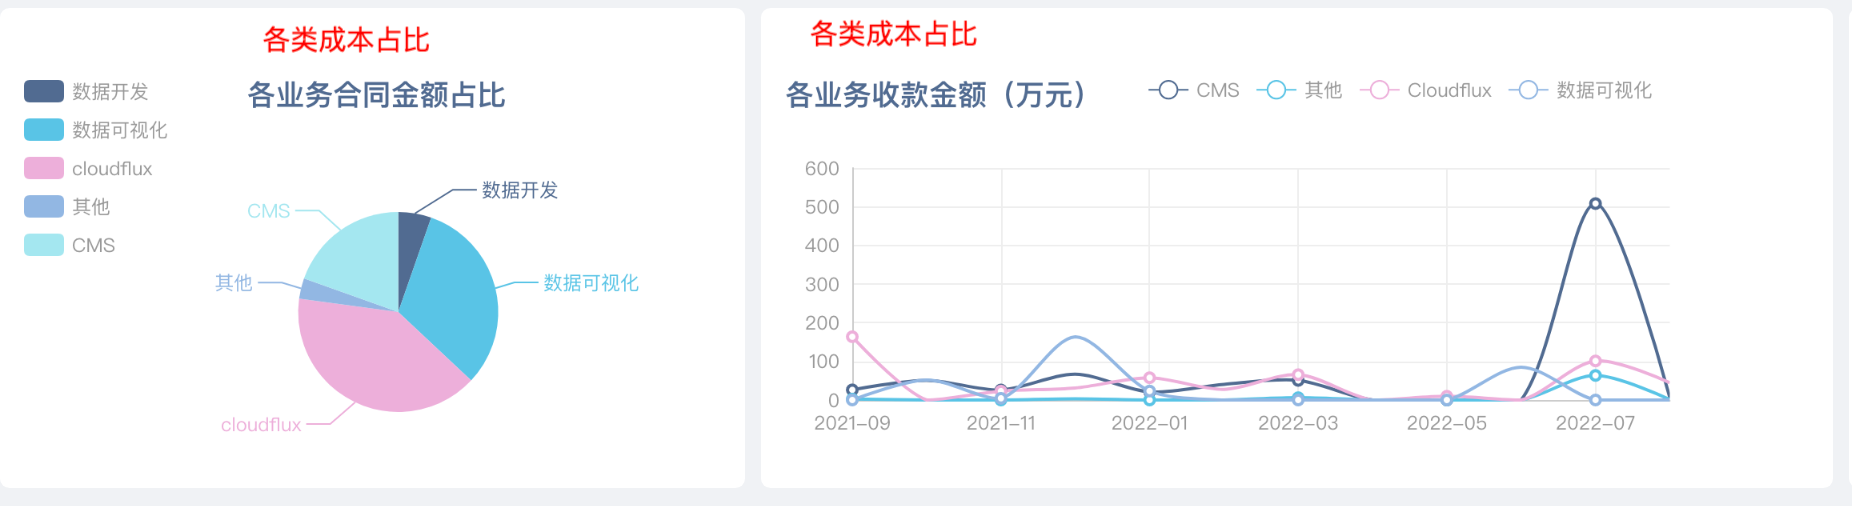 各类成本占比
各业务合同金额占比
数据开发
数据可视化
cloudflux
其他
CMS
数据开发
数据可视化
cloudflux
其他
CMS
各类成本占比
各业务收款金额（万元）
CMS
其他
Cloudflux
数据可视化
600
500
400
300
200
100
0
2021-09
2021-11
2022-01
2022-03
2022-05
2022-07